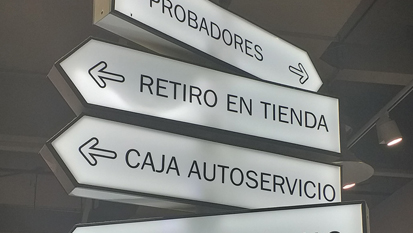 PROBADORES
RETIRO EN TIENDA
CAJA AUTOSERVICIO